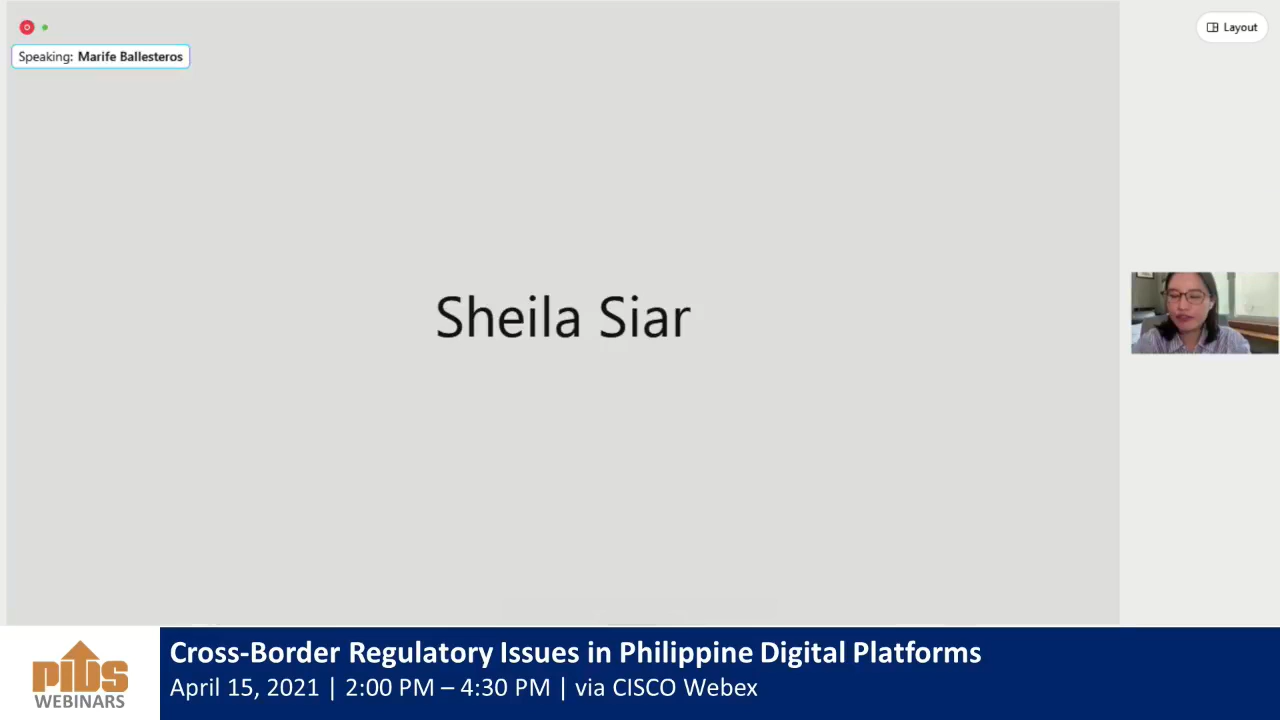 Speaking: Marife Ballesteros
Layout
Sheila Siar
PIDS
WEBINARS
Cross-Border Regulatory Issues in Philippine Digital Platforms
April 15, 2021 | 2:00 PM – 4:30 PM | via CISCO Webex